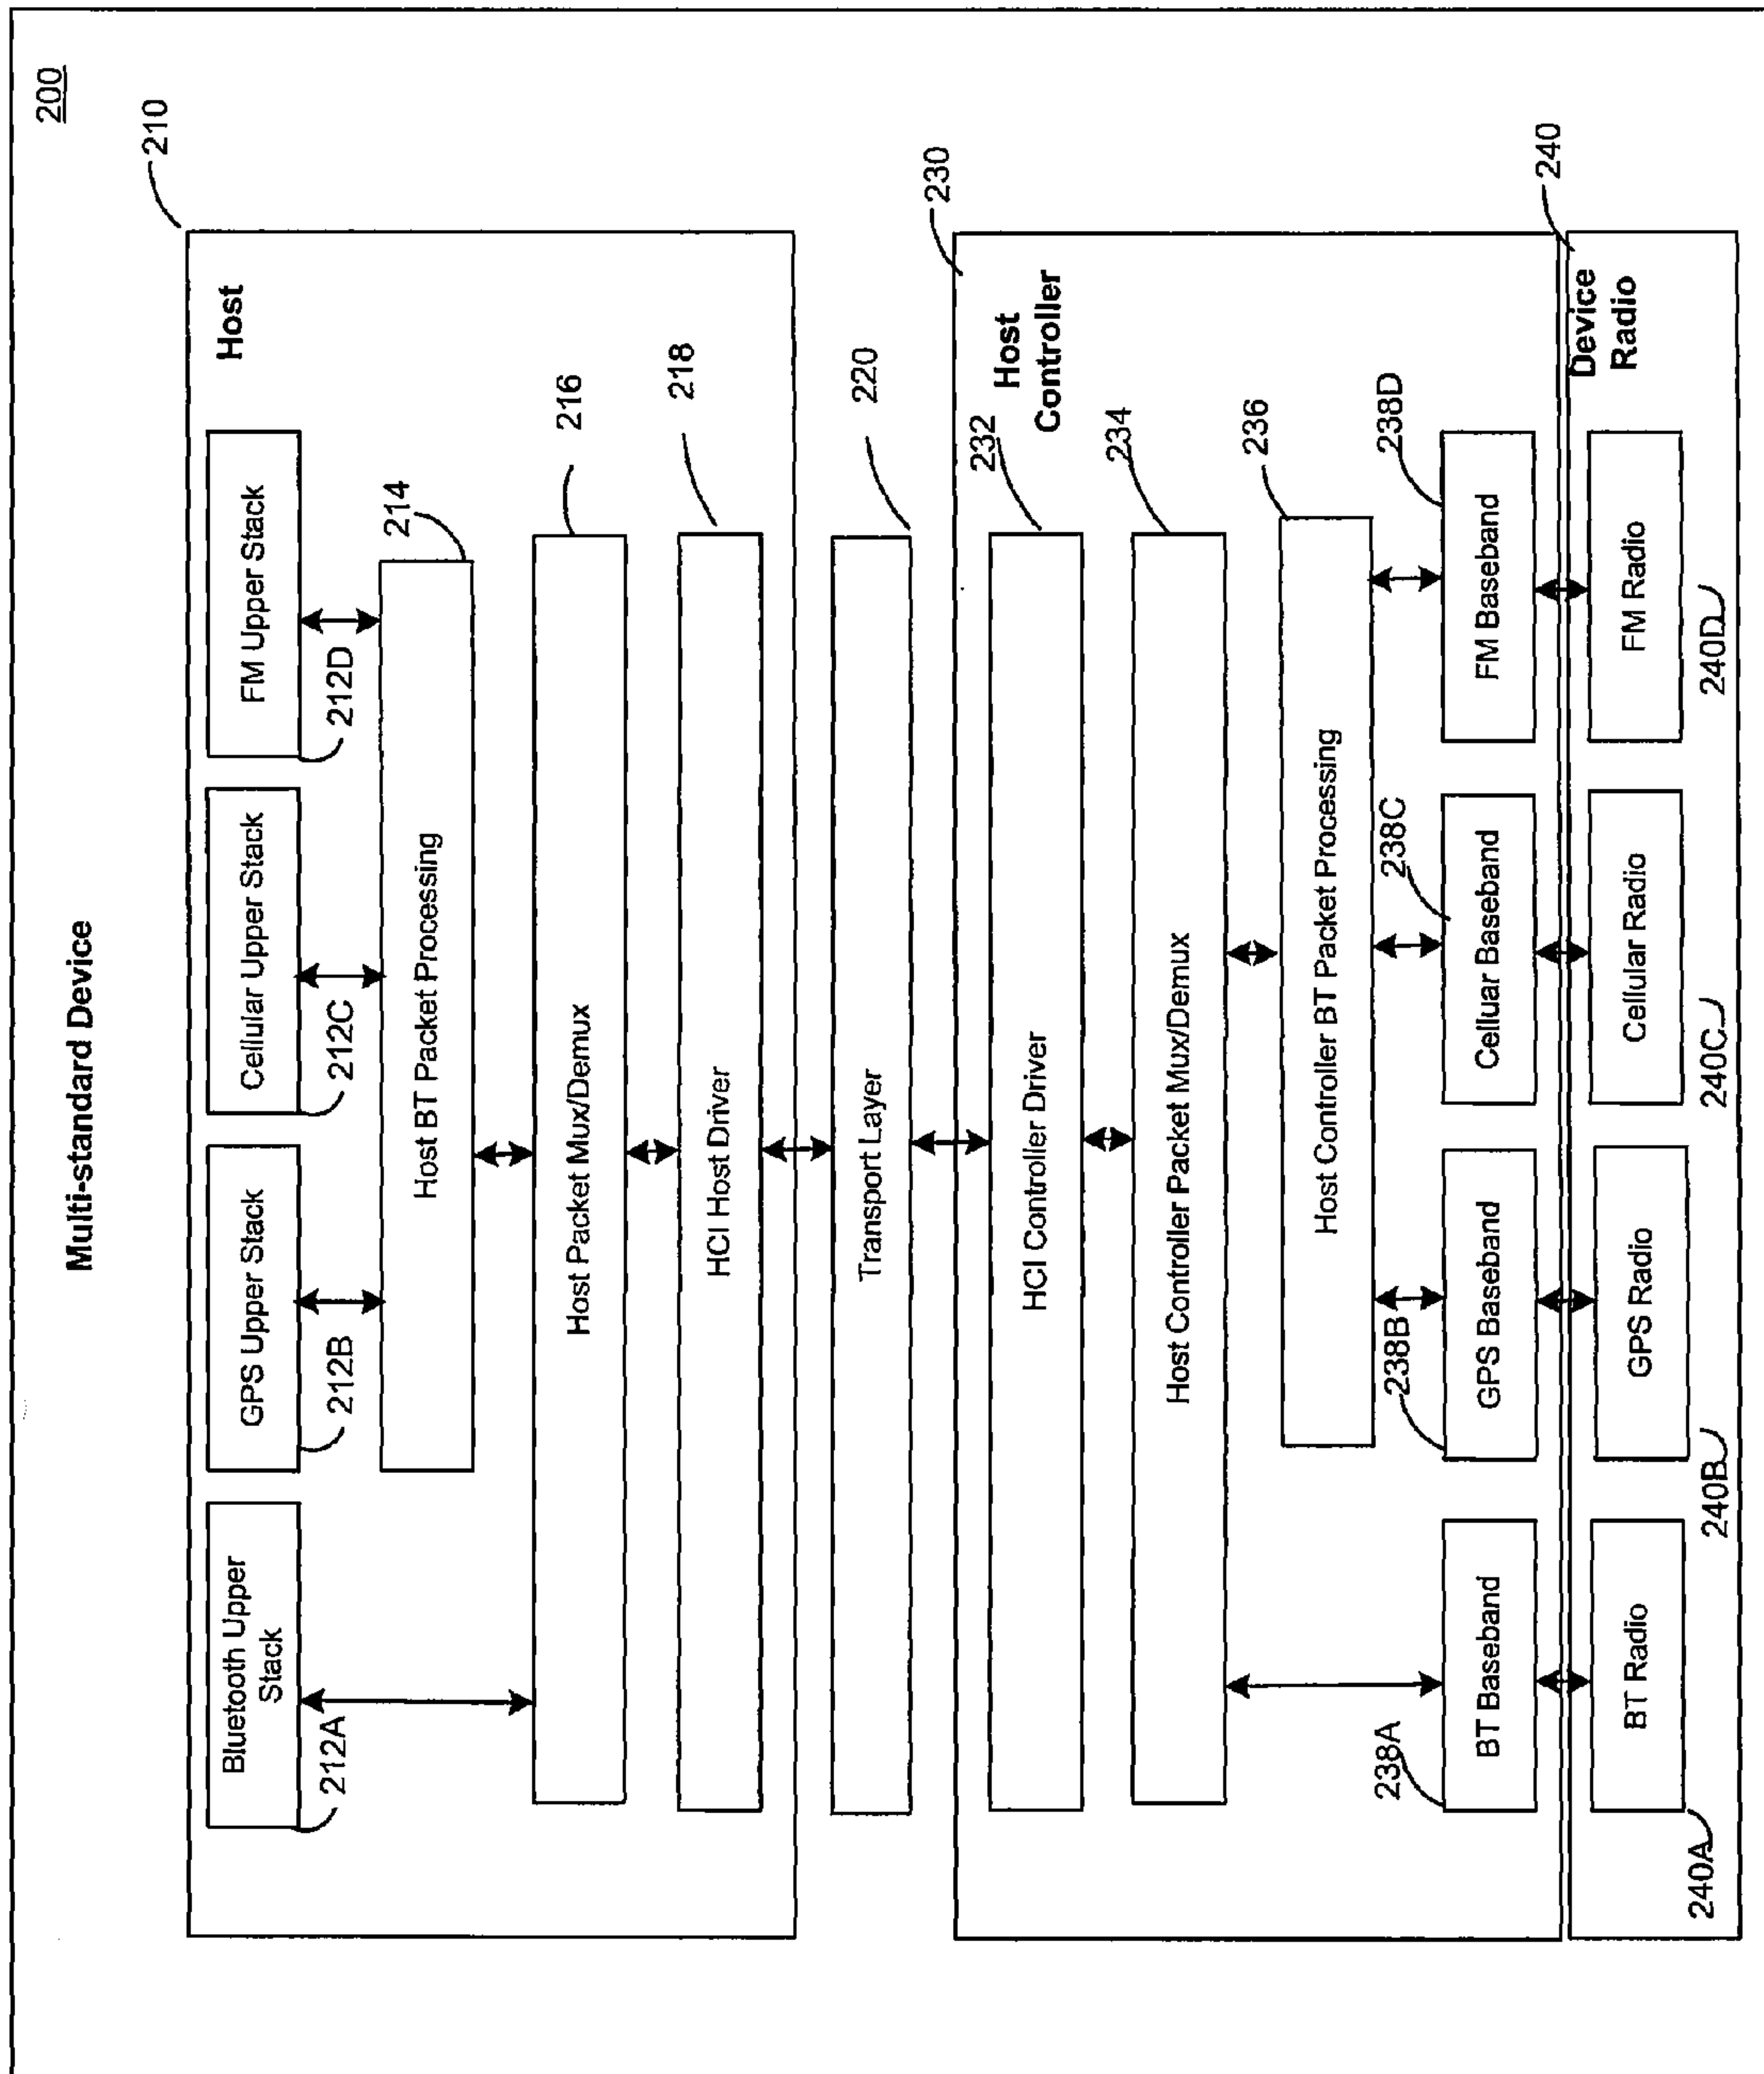 200
Multi-standard Device
210
Host
Bluetooth Upper
Stack
GPS Upper Stack
Cellular Upper Stack
FM Upper Stack
212A
212B
212C
212D
214
Host BT Packet Processing
216
Host Packet Mux/Demux
218
HCI Host Driver
220
Transport Layer
230
Host
Controller
232
HCI Controller Driver
234
Host Controller Packet Mux/Demux
236
Host Controller BT Packet Processing
238A
238B
238C
238D
BT Baseband
GPS Baseband
Celluar Baseband
FM Baseband
240
Device
Radio
BT Radio
GPS Radio
Cellular Radio
FM Radio
240A
240B
240C
240D